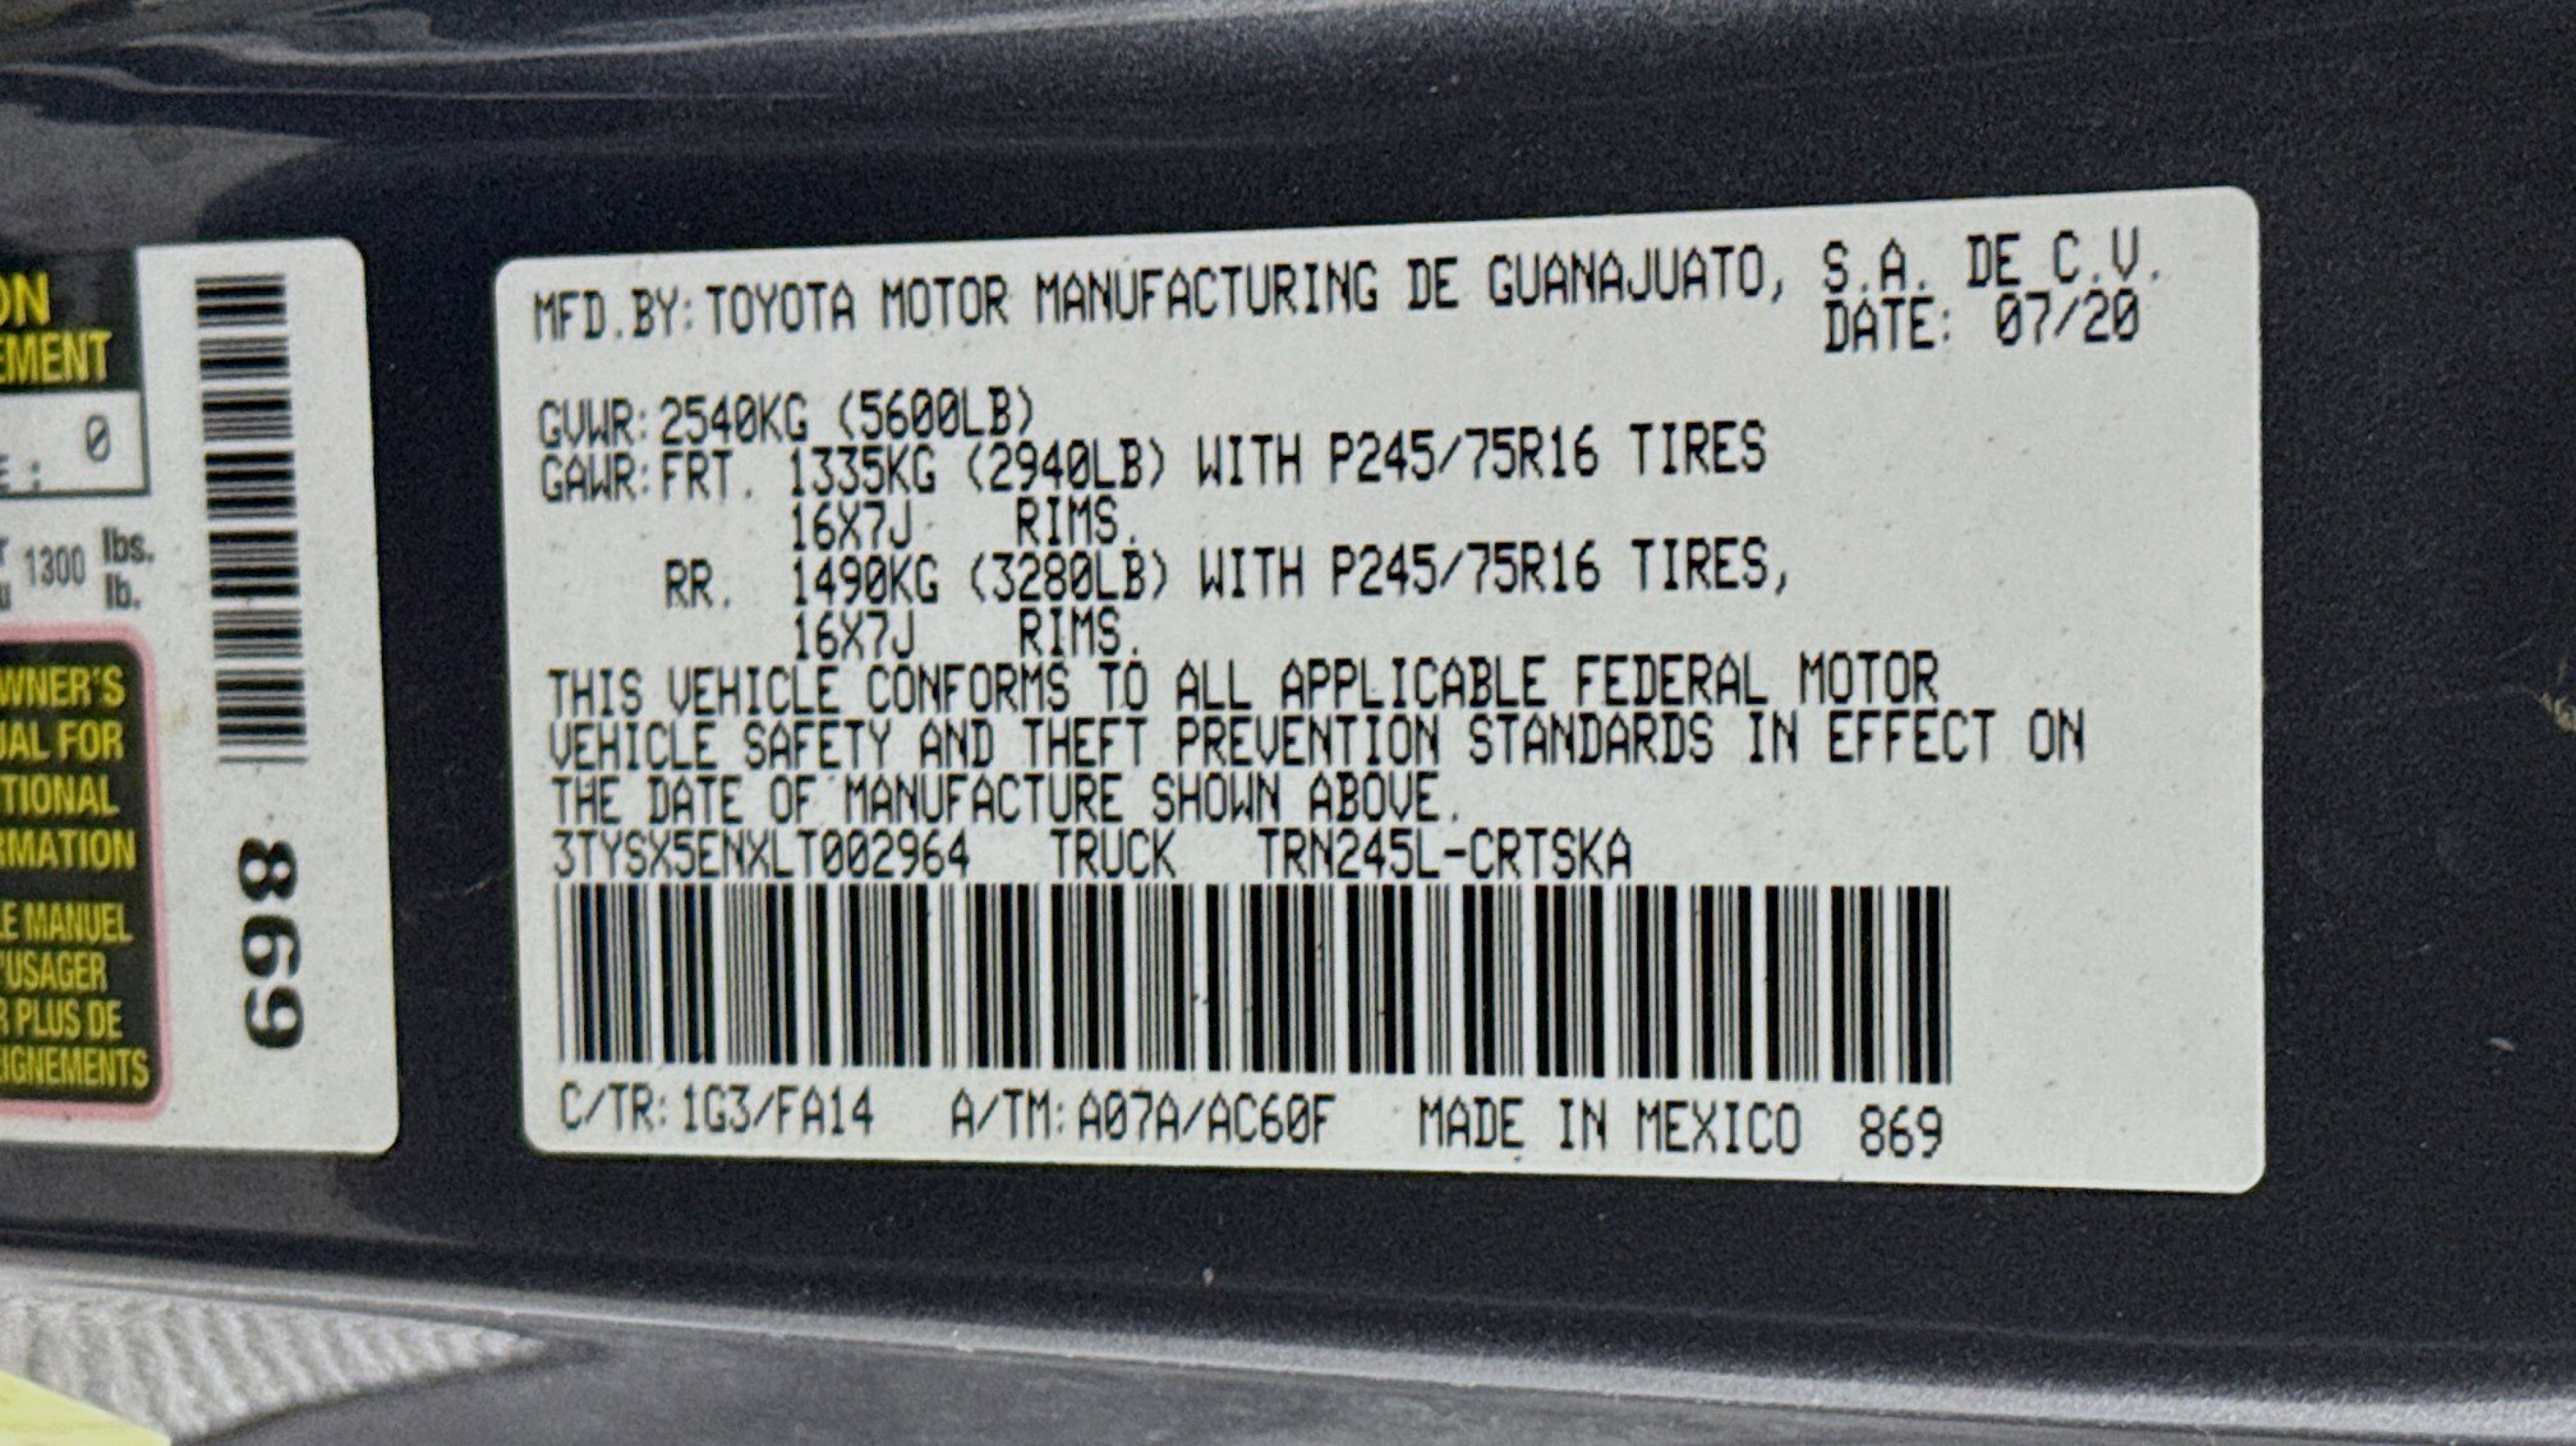 ON
EMENT
0
E :
r 1300 lbs.
u lb.
OWNER'S
UAL FOR
TIONAL
RMATION
LE MANUEL
'USAGER
R PLUS DE
EIGNEMENTS
869
MFD.BY:TOYOTA MOTOR MANUFACTURING DE GUANAJUATO, S.A. DE C.V.
DATE: 07/20
GVWR:2540KG (5600LB)
GAWR:FRT. 1335KG (2940LB) WITH P245/75R16 TIRES
16X7J RIMS.
RR. 1490KG (3280LB) WITH P245/75R16 TIRES,
16X7J RIMS.
THIS VEHICLE CONFORMS TO ALL APPLICABLE FEDERAL MOTOR
VEHICLE SAFETY AND THEFT PREVENTION STANDARDS IN EFFECT ON
THE DATE OF MANUFACTURE SHOWN ABOVE.
3TYSX5ENXLT002964 TRUCK TRN245L-CRTSKA
C/TR:1G3/FA14 A/TM:A07A/AC60F MADE IN MEXICO 869